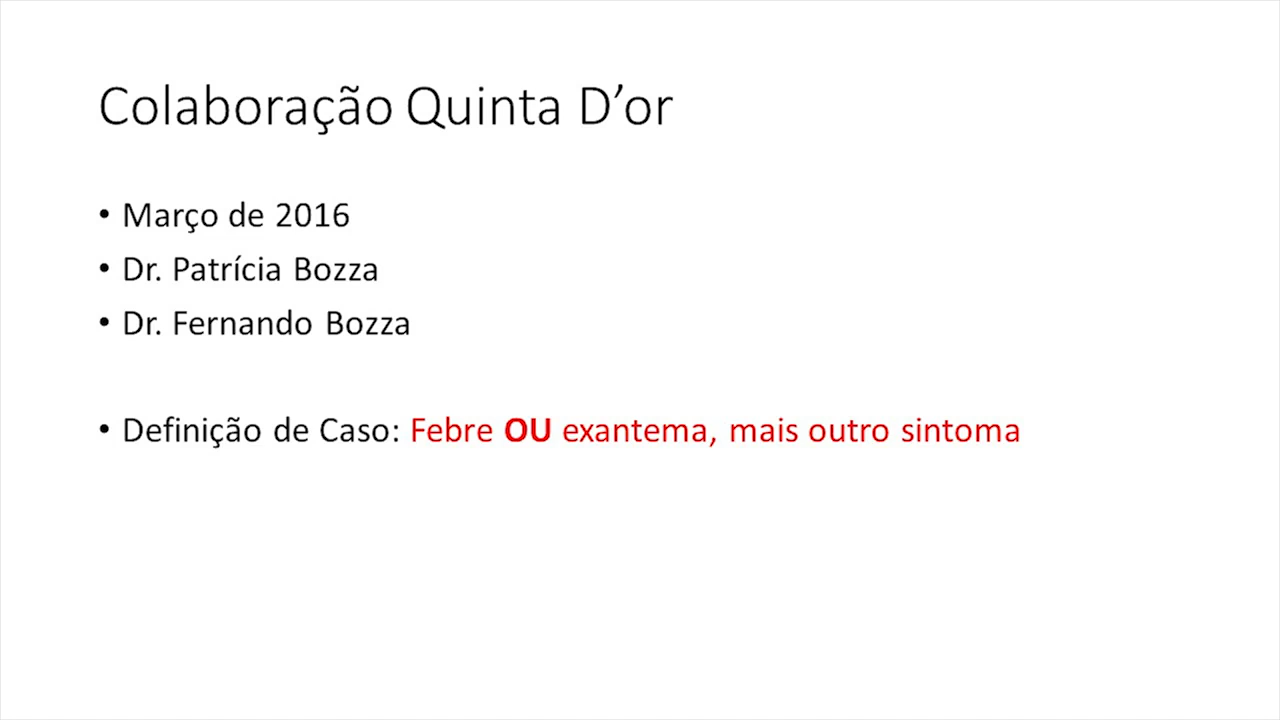 Colaboração Quinta D’or
• Março de 2016
• Dr. Patrícia Bozza
• Dr. Fernando Bozza
• Definição de Caso: Febre OU exantema, mais outro sintoma